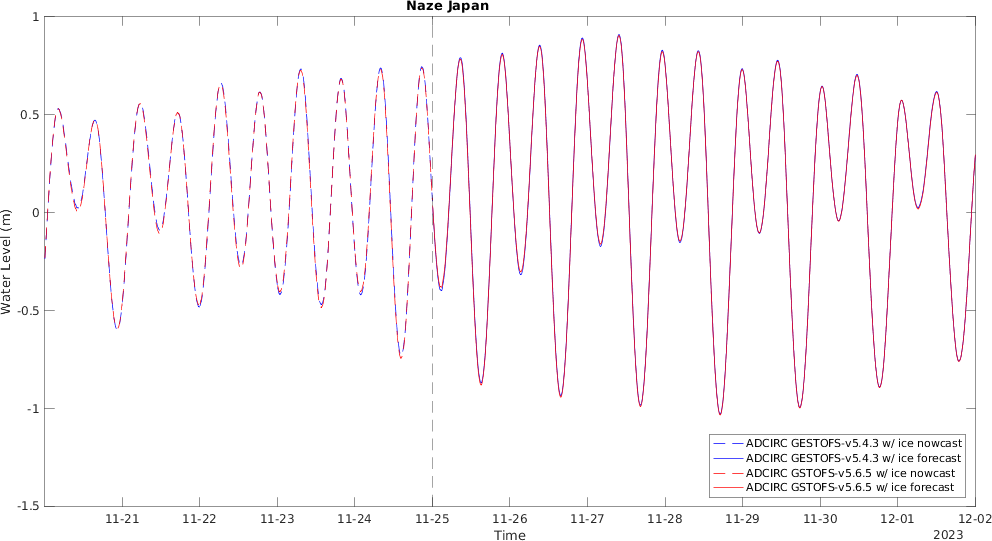 Naze Japan
1
0.5
0
-0.5
-1
-1.5
Water Level (m)
ADCIRC GESTOFS-v5.4.3 w/ ice nowcast
ADCIRC GESTOFS-v5.4.3 w/ ice forecast
ADCIRC GSTOFS-v5.6.5 w/ ice nowcast
ADCIRC GSTOFS-v5.6.5 w/ ice forecast
11-21 11-22 11-23 11-24 11-25 11-26 11-27 11-28 11-29 11-30 12-01 12-02
Time
2023